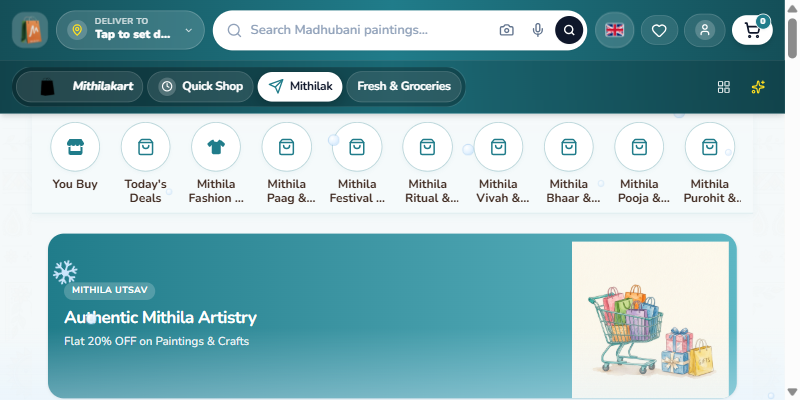 DELIVER TO
Tap to set d...
Search Madhubani paintings...
0
Mithilakart
Quick Shop
Mithilak
Fresh & Groceries
You Buy
Today's Deals
Mithila Fashion ...
Mithila Paag &...
Mithila Festival ...
Mithila Ritual &...
Mithila Vivah &...
Mithila Bhaar &...
Mithila Pooja &...
Mithila Purohit &..
MITHILA UTSAV
Authentic Mithila Artistry
Flat 20% OFF on Paintings & Crafts